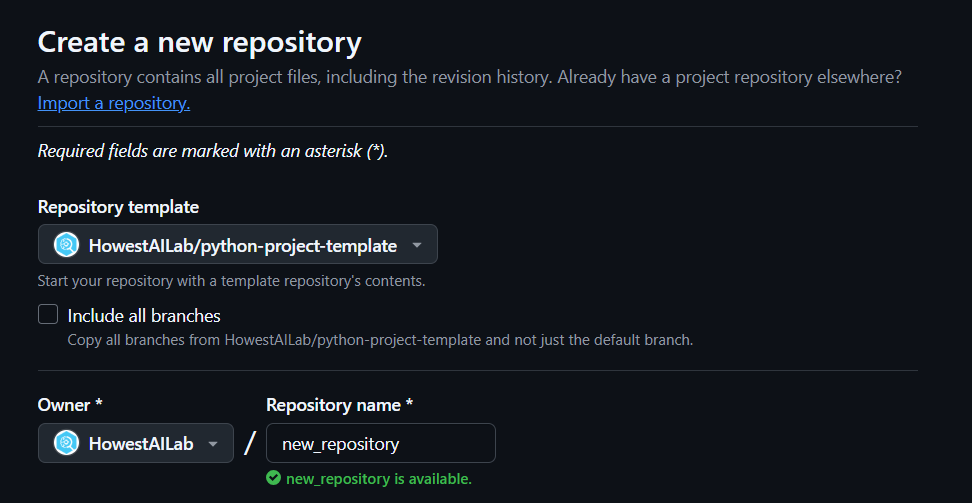 Create a new repository
A repository contains all project files, including the revision history. Already have a project repository elsewhere?
Import a repository.
Required fields are marked with an asterisk (*).
Repository template
HowestAILab/python-project-template
Start your repository with a template repository's contents.
Include all branches
Copy all branches from HowestAILab/python-project-template and not just the default branch.
Owner * Repository name *
HowestAILab / new_repository
new_repository is available.